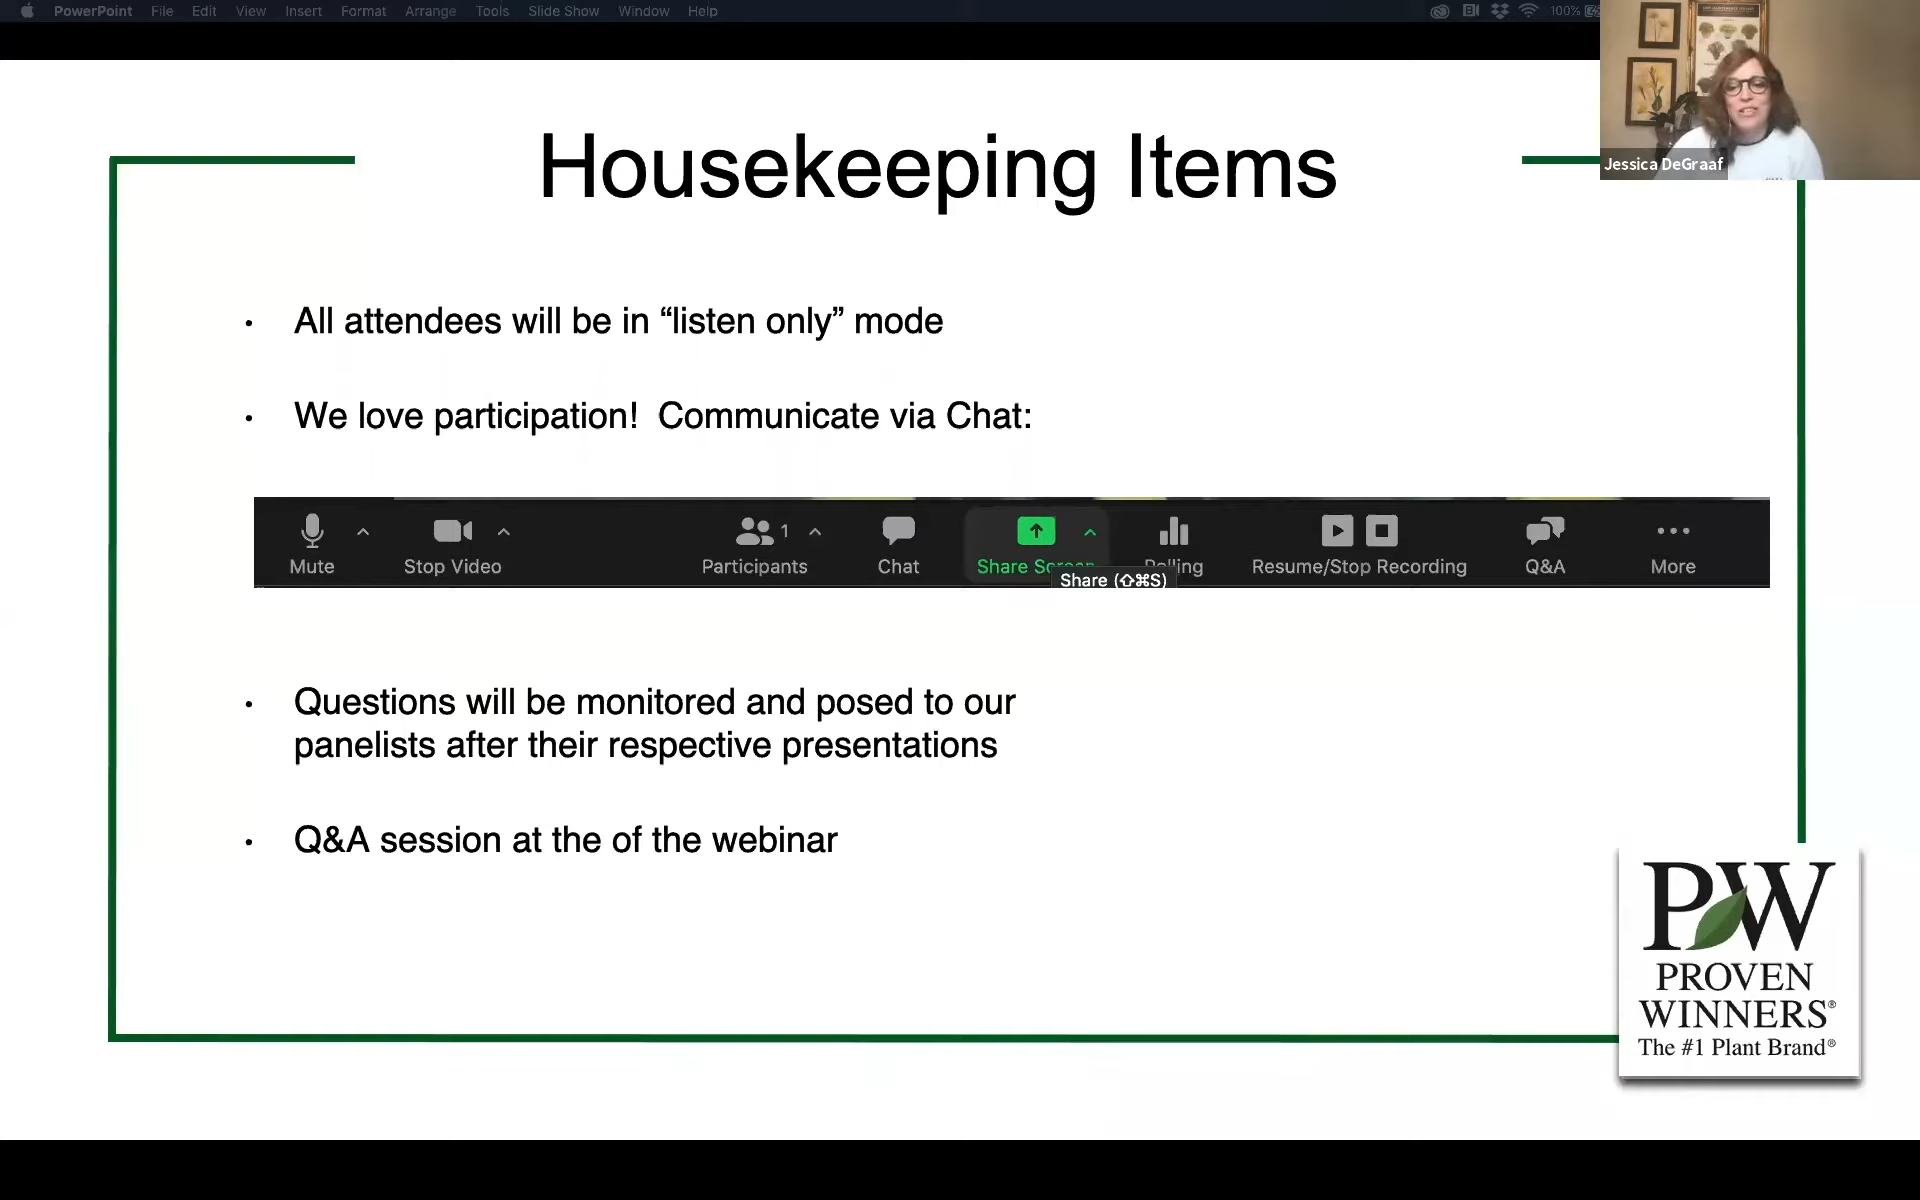 PowerPoint File Edit View Insert Format Arrange Tools Slide Show Window Help
100%
Jessica DeGraaf
Housekeeping Items
• All attendees will be in “listen only” mode
• We love participation!  Communicate via Chat:
1
Mute Stop Video Participants Chat Share Screen Polling Resume/Stop Recording Q&A More
Share (⇧⌘S)
• Questions will be monitored and posed to our
panelists after their respective presentations
• Q&A session at the of the webinar
PW
PROVEN
WINNERS®
The #1 Plant Brand®